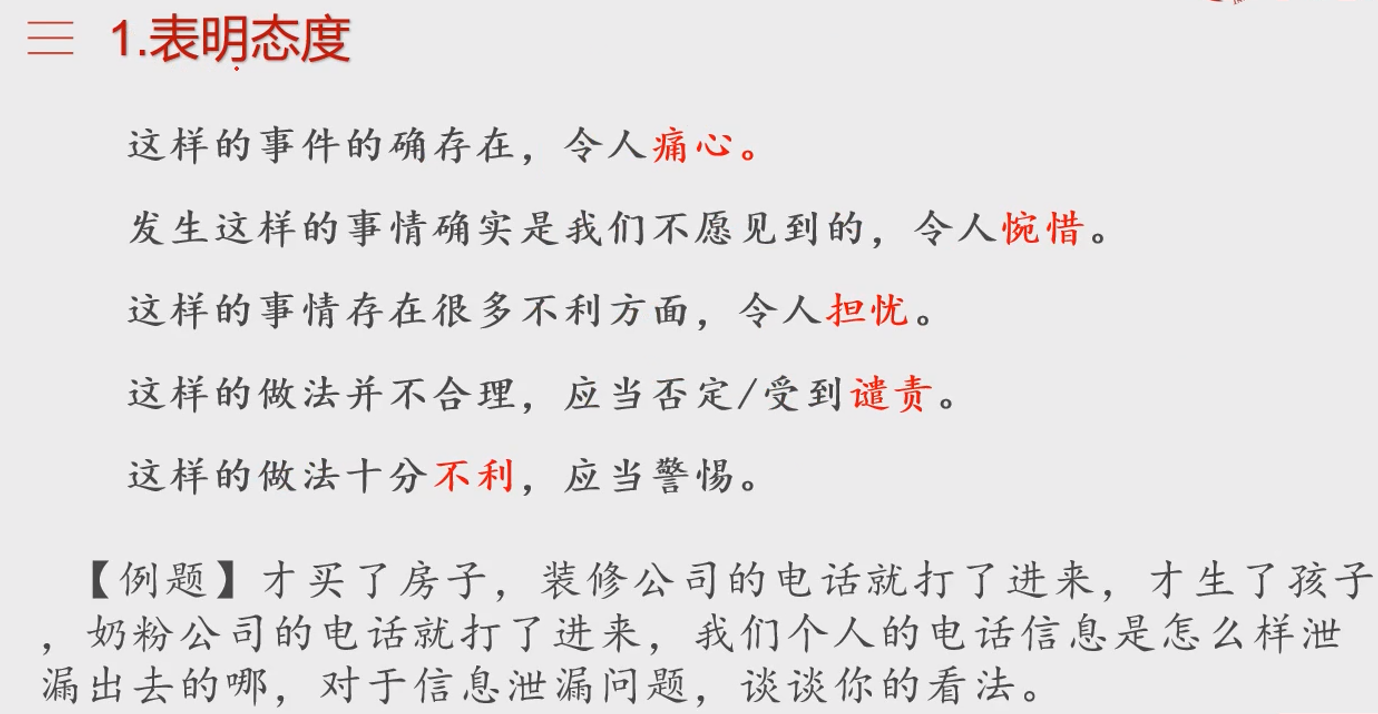 1.表明态度
这样的事件的确存在，令人痛心。
发生这样的事情确实是我们不愿见到的，令人惋惜。
这样的事情存在很多不利方面，令人担忧。
这样的做法并不合理，应当否定/受到谴责。
这样的做法十分不利，应当警惕。
【例题】才买了房子，装修公司的电话就打了进来，才生了孩子
，奶粉公司的电话就打了进来，我们个人的电话信息是怎么样泄
漏出去的哪，对于信息泄漏问题，谈谈你的看法。